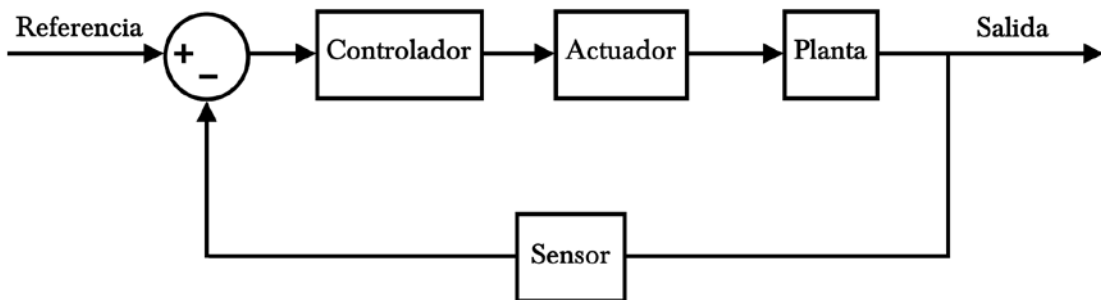 Referencia
+
−
Controlador
Actuador
Planta
Salida
Sensor